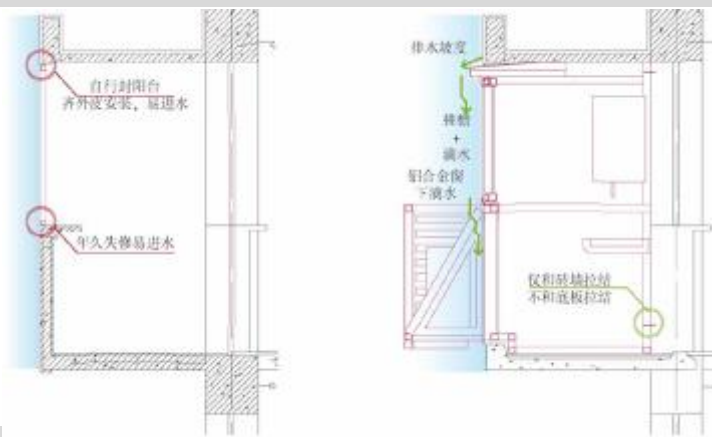 自行封阳台
齐外皮安装，易进水
年久失修易进水
排水坡度
横楣
+
滴水
铝合金窗
下滴水
仅和砖墙拉结
不和底板拉结